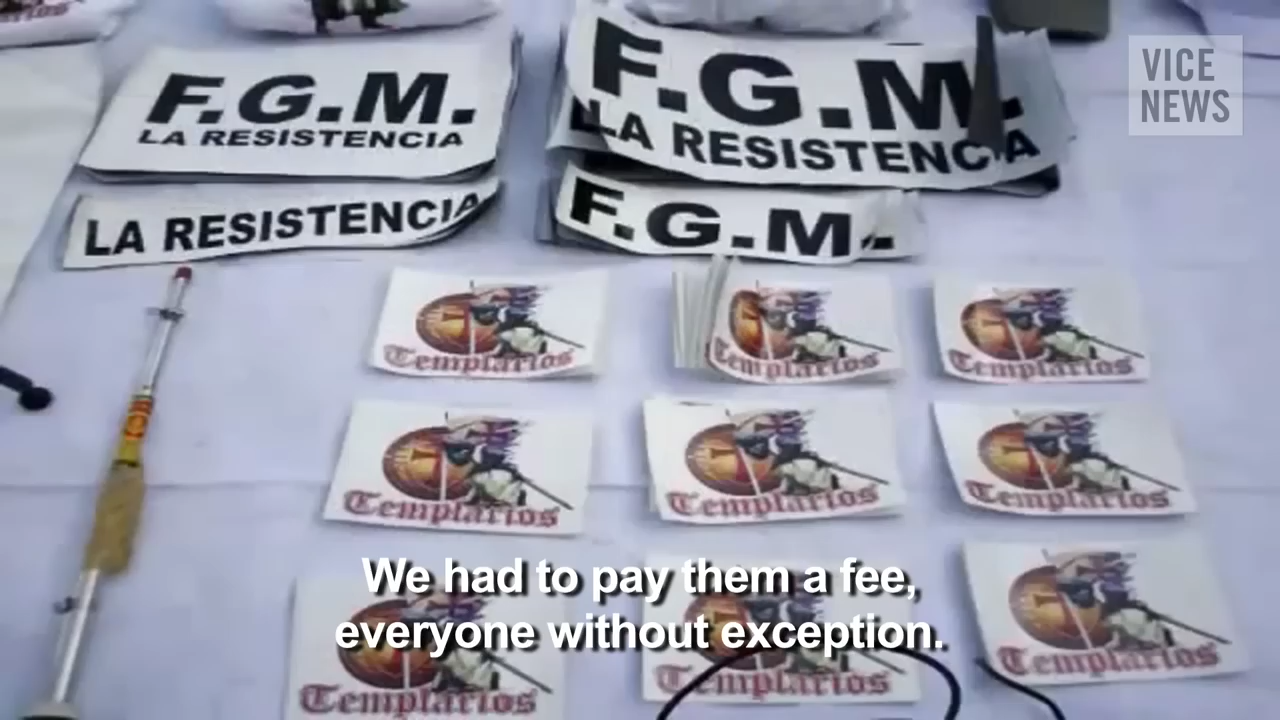 VICE
NEWS
F.G.M.
LA RESISTENCIA
F.G.M.
LA RESISTENCIA
LA RESISTENCIA
F.G.M.
Templarios
Templarios
Templarios
Templarios
Templarios
Templarios
We had to pay them a fee,
everyone without exception.
Templarios
Templarios
Templarios